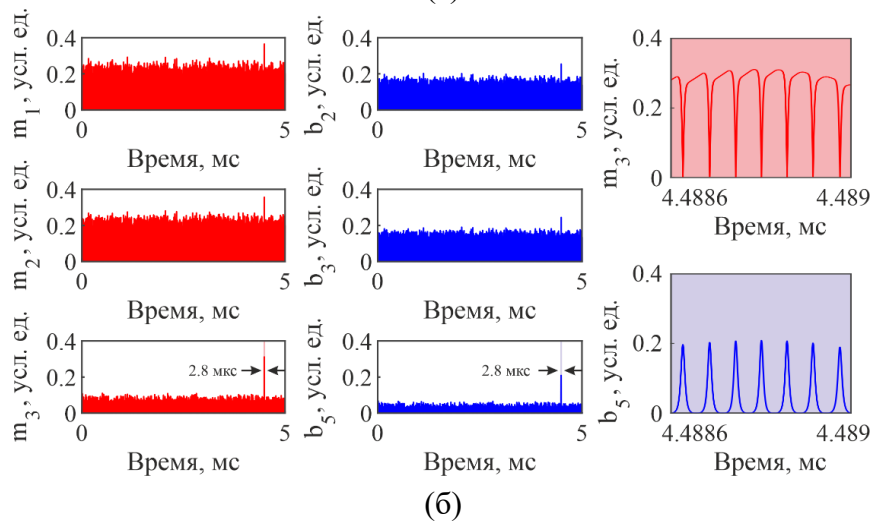 0.4
0.2
0
m1, усл. ед.
0
5
Время, мс
0.4
0.2
0
b2, усл. ед.
0
5
Время, мс
0.4
0.2
0
m3, усл. ед.
4.4886
4.489
Время, мс
0.4
0.2
0
m2, усл. ед.
0
5
Время, мс
0.4
0.2
0
b3, усл. ед.
0
5
Время, мс
0.4
0.2
0
m3, усл. ед.
2.8 мкс
0
5
Время, мс
0.4
0.2
0
b5, усл. ед.
2.8 мкс
0
5
Время, мс
0.4
0.2
0
b5, усл. ед.
4.4886
4.489
Время, мс
(б)